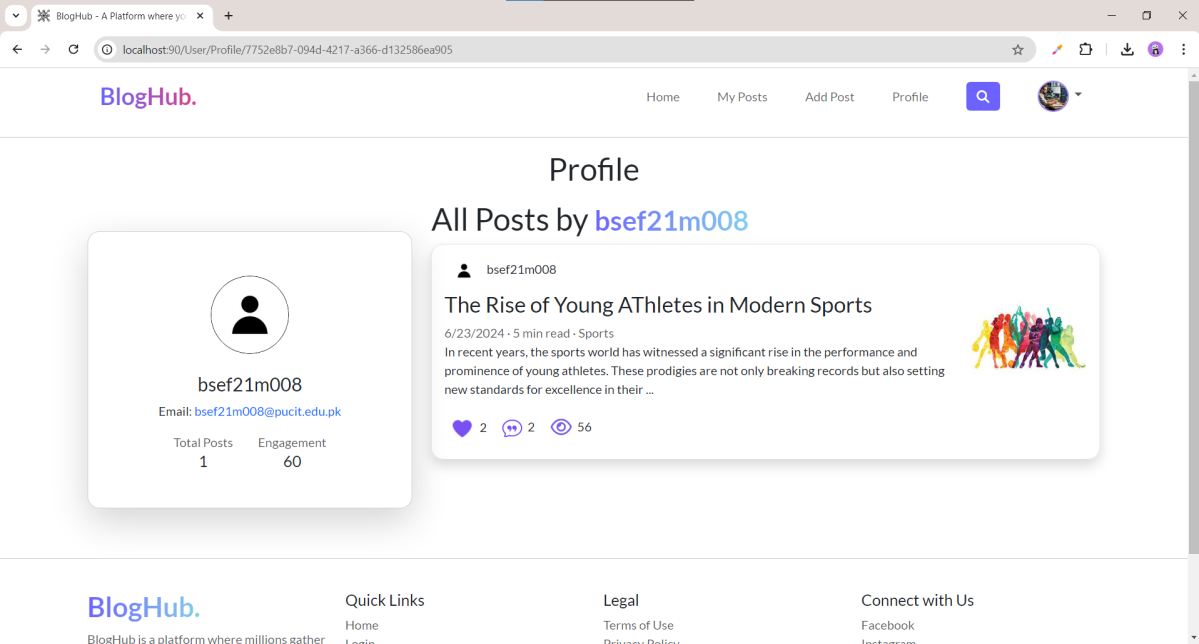 BlogHub - A Platform where yo
localhost:90/User/Profile/7752e8b7-094d-4217-a366-d132586ea905
BlogHub.
Home
My Posts
Add Post
Profile
Profile
All Posts by bsef21m008
bsef21m008
Email: bsef21m008@pucit.edu.pk
Total Posts
Engagement
1
60
bsef21m008
The Rise of Young AThletes in Modern Sports
6/23/2024 · 5 min read · Sports
In recent years, the sports world has witnessed a significant rise in the performance and
prominence of young athletes. These prodigies are not only breaking records but also setting
new standards for excellence in their ...
2
2
56
BlogHub.
BlogHub is a platform where millions gather
Quick Links
Home
Login
Legal
Terms of Use
Privacy Policy
Connect with Us
Facebook
Instagram